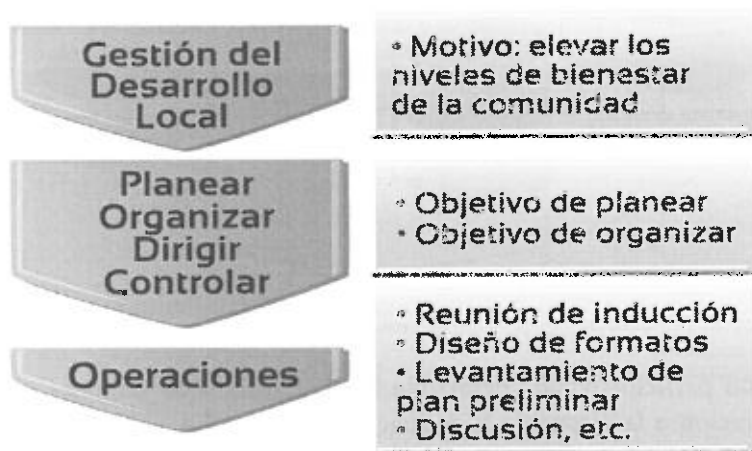 Gestión del
Desarrollo
Local
• Motivo: elevar los
niveles de bienestar
de la comunidad
Planear
Organizar
Dirigir
Controlar
• Objetivo de planear
• Objetivo de organizar
Operaciones
• Reunión de inducción
• Diseño de formatos
• Levantamiento de
plan preliminar
• Discusión, etc.